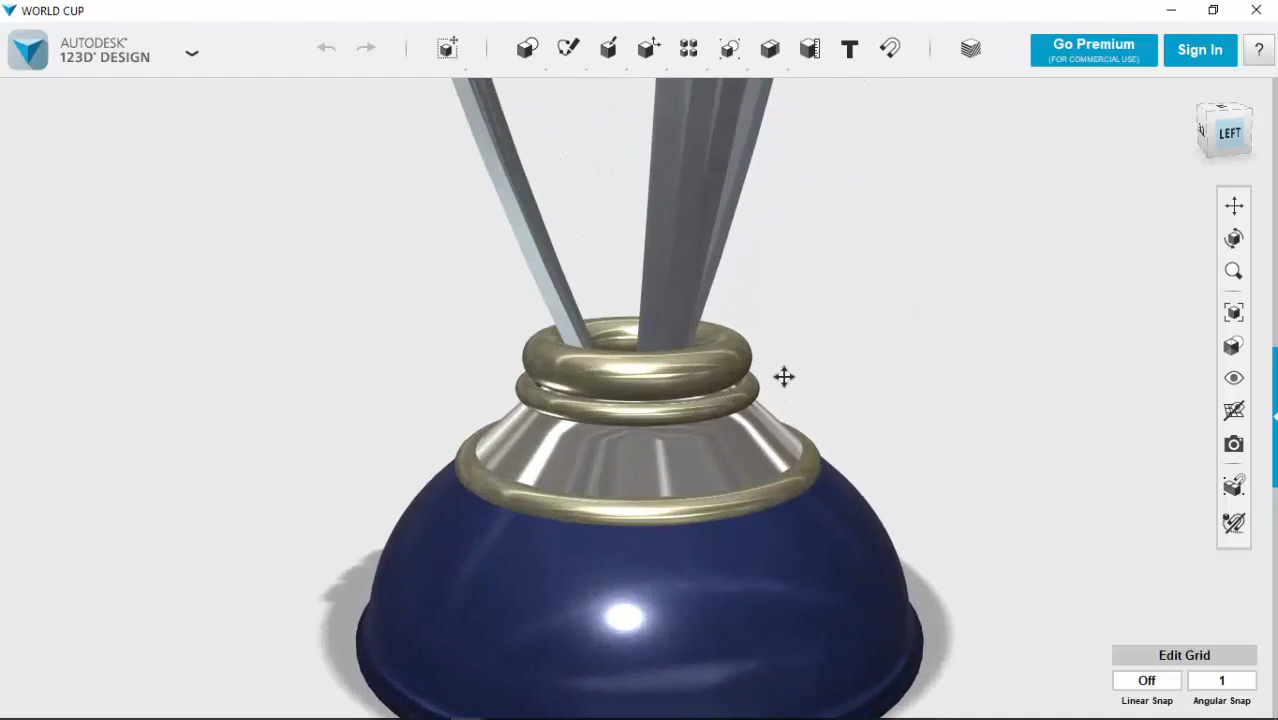 WORLD CUP
AUTODESK®
123D® DESIGN
Go Premium
(FOR COMMERCIAL USE)
Sign In
?
LEFT
Edit Grid
Off
1
Linear Snap
Angular Snap